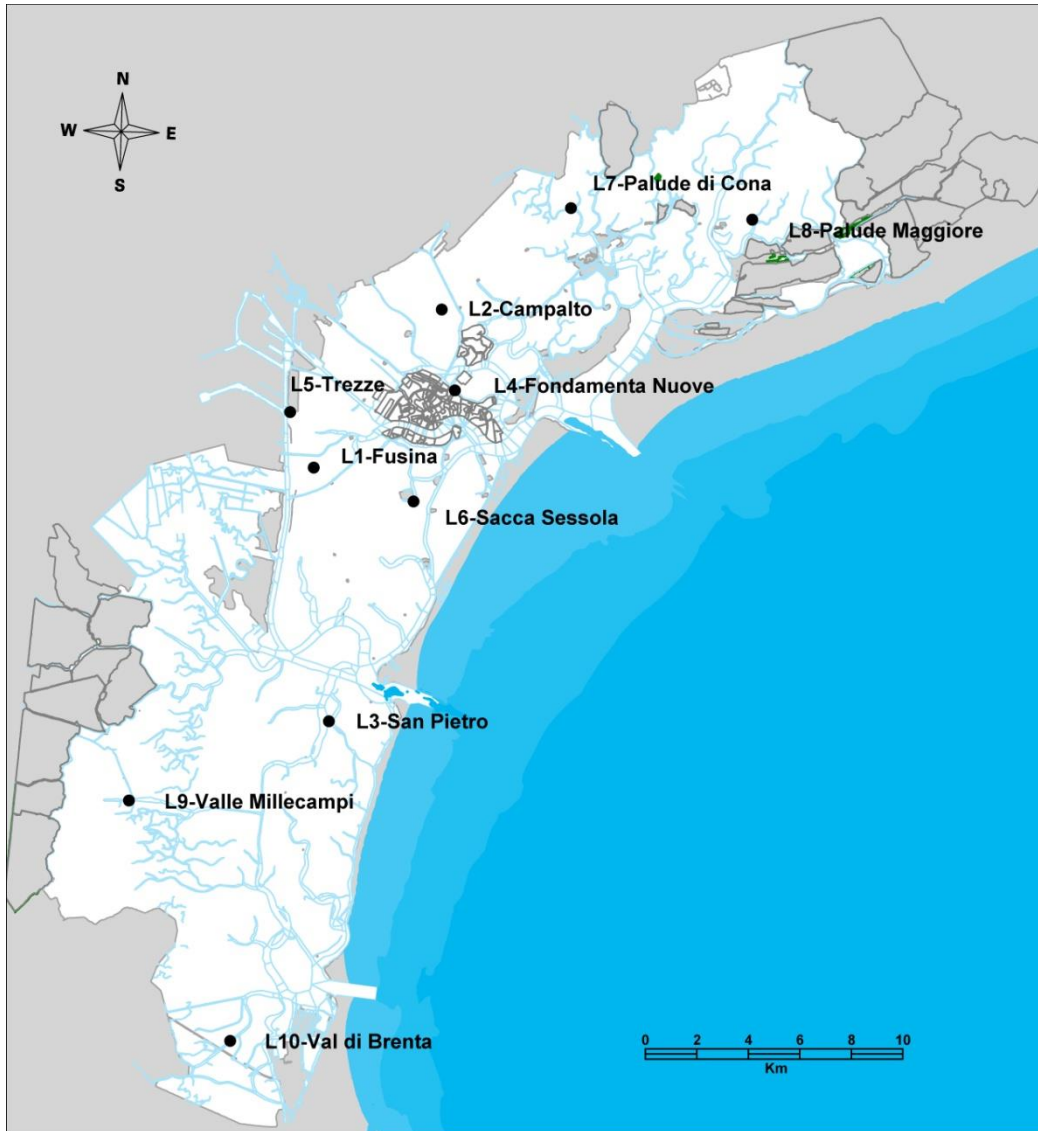 N
W E
S
L7-Palude di Cona
L8-Palude Maggiore
L2-Campalto
L5-Trezze
L4-Fondamenta Nuove
L1-Fusina
L6-Sacca Sessola
L3-San Pietro
L9-Valle Millecampi
L10-Val di Brenta
0 2 4 6 8 10
Km